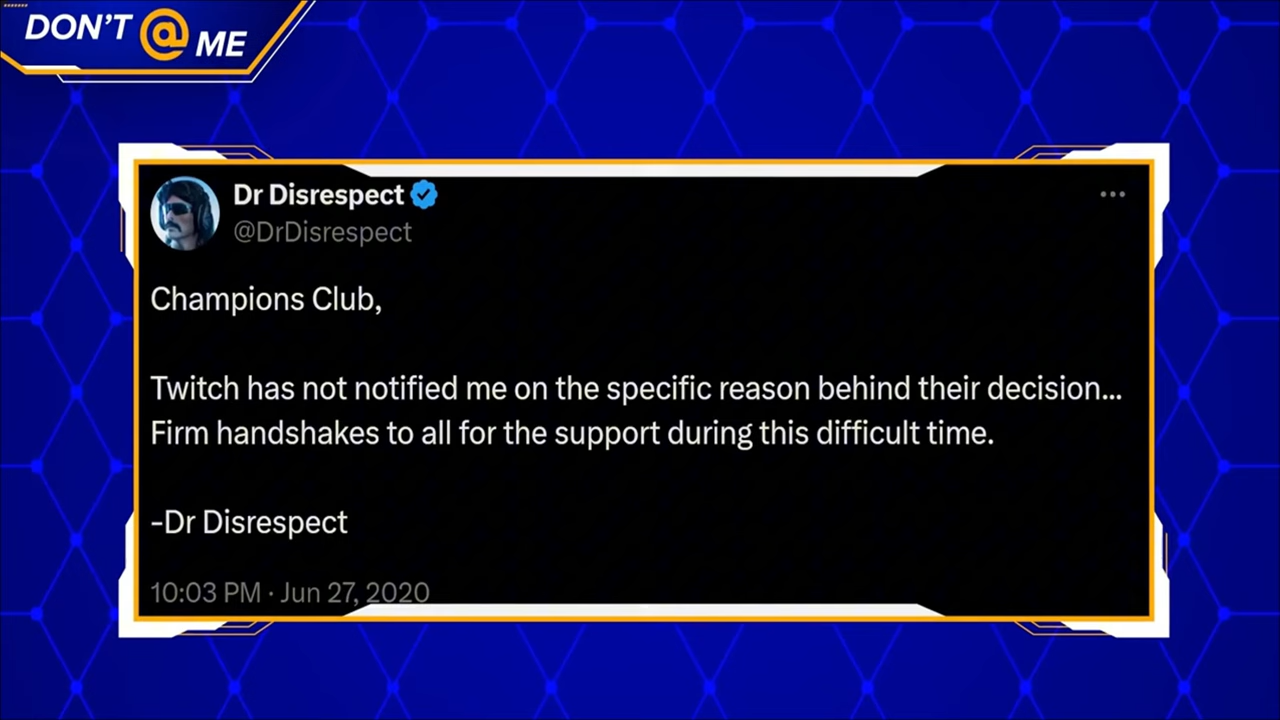 DON'T @ ME
Dr Disrespect
@DrDisrespect
Champions Club,
Twitch has not notified me on the specific reason behind their decision...
Firm handshakes to all for the support during this difficult time.
-Dr Disrespect
10:03 PM · Jun 27, 2020